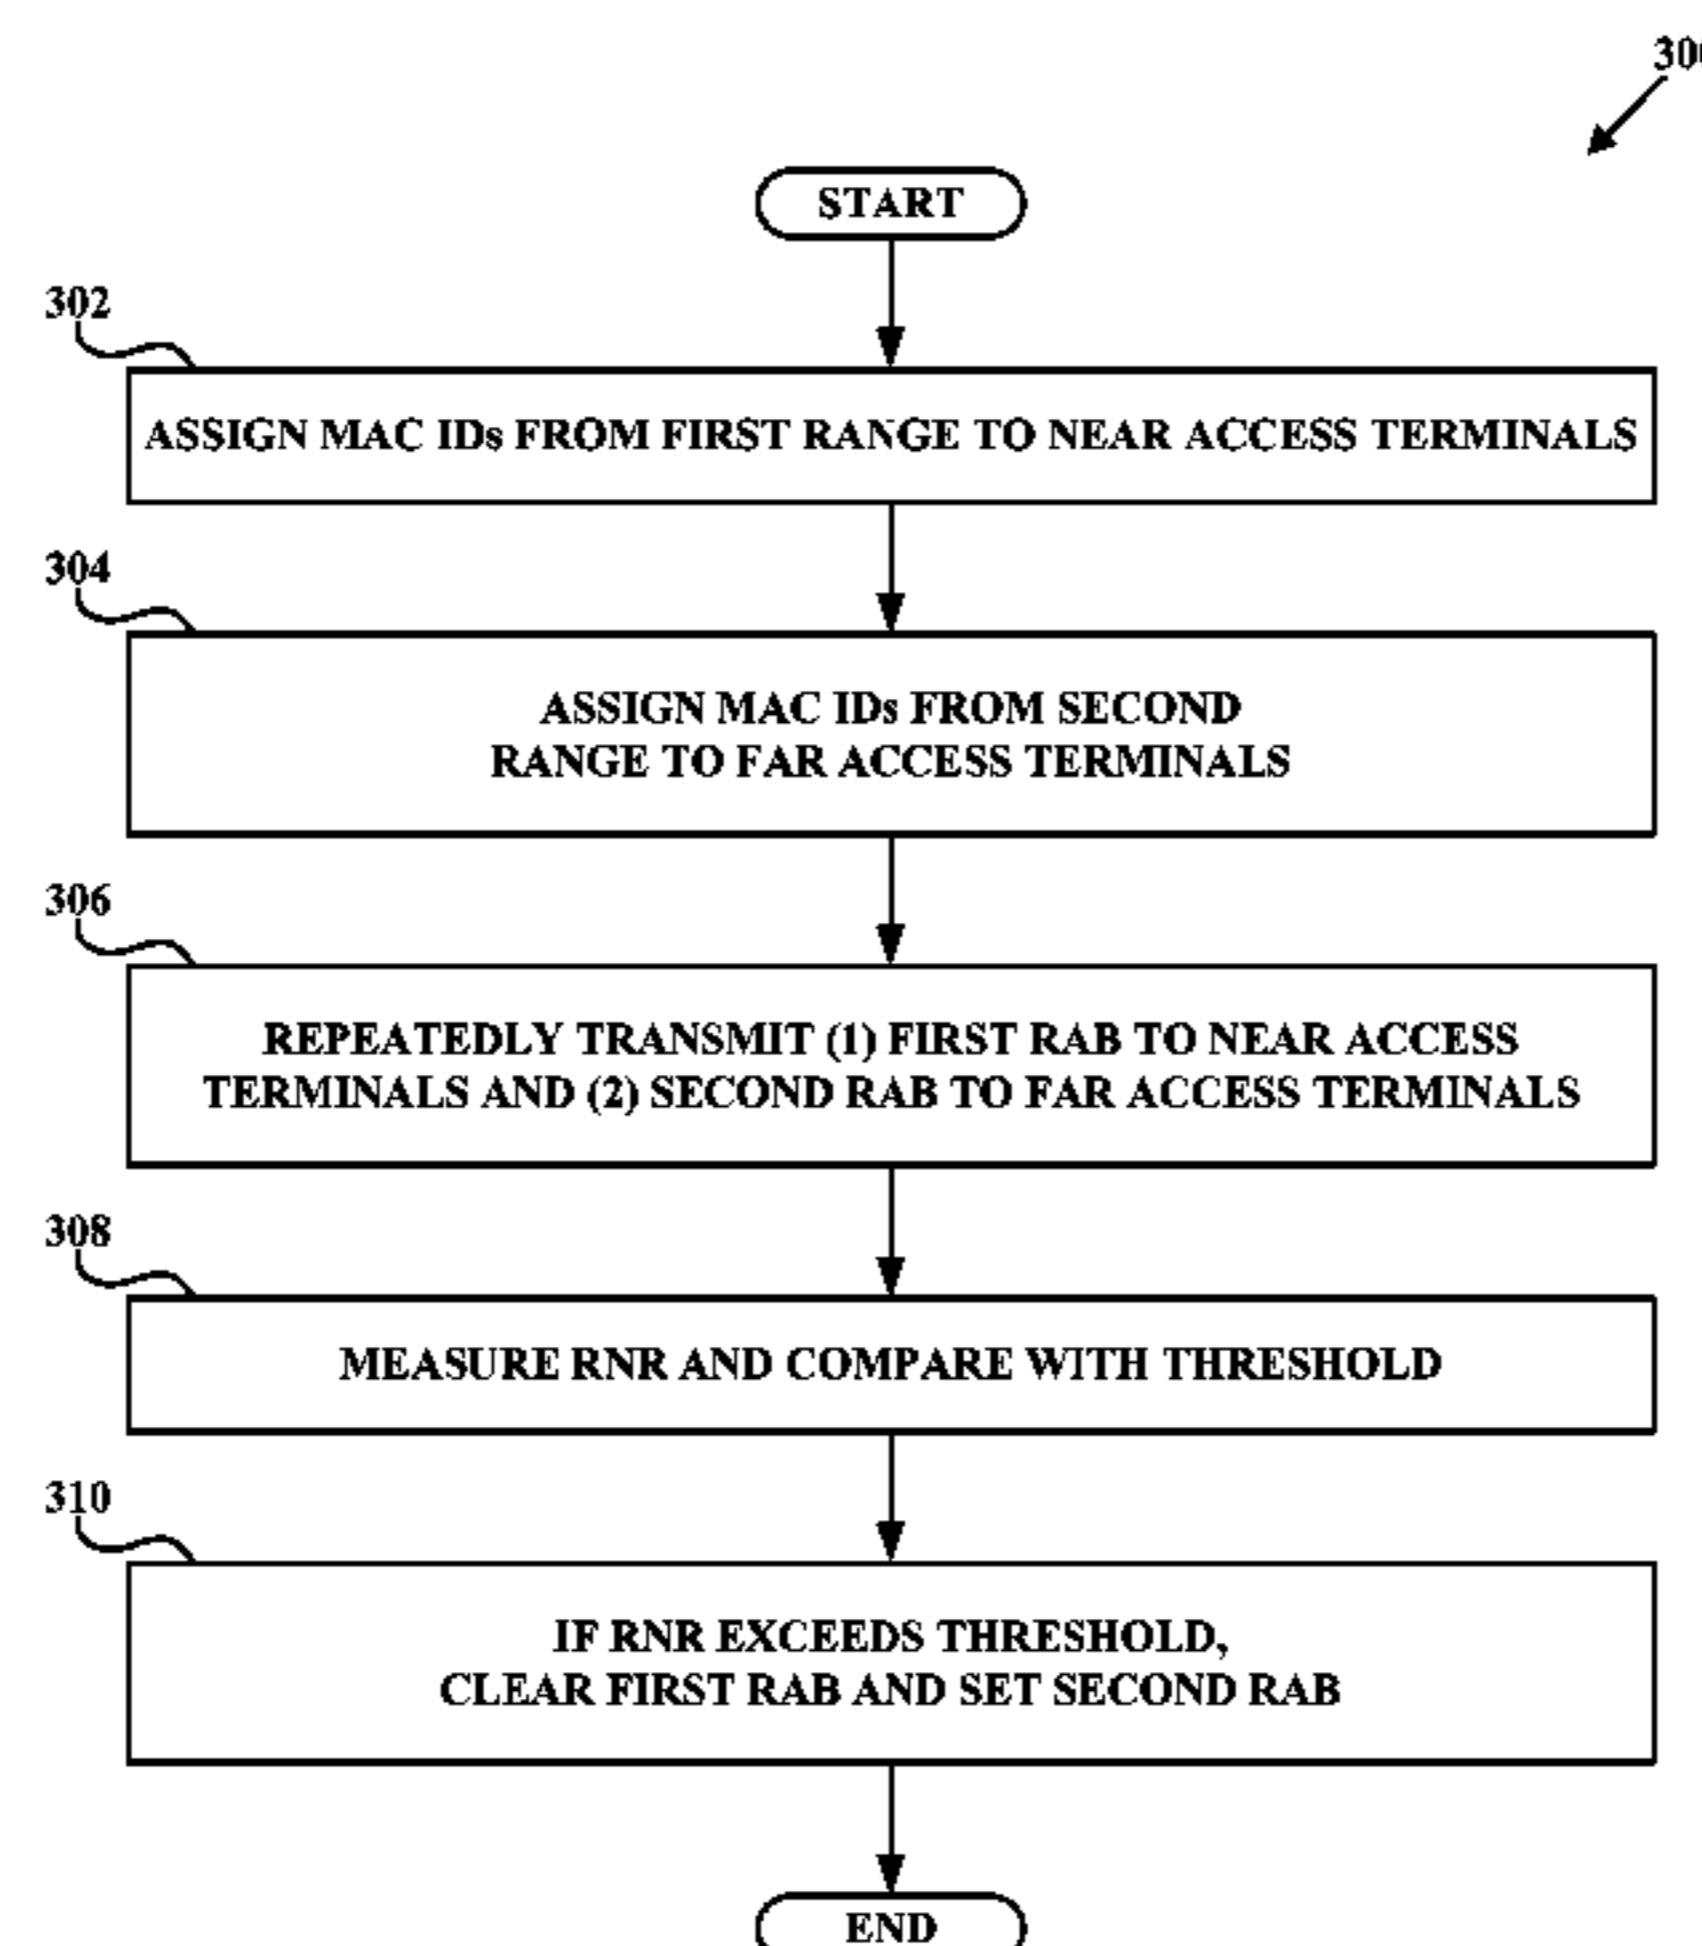 300
START
302
ASSIGN MAC IDs FROM FIRST RANGE TO NEAR ACCESS TERMINALS
304
ASSIGN MAC IDs FROM SECOND
RANGE TO FAR ACCESS TERMINALS
306
REPEATEDLY TRANSMIT (1) FIRST RAB TO NEAR ACCESS
TERMINALS AND (2) SECOND RAB TO FAR ACCESS TERMINALS
308
MEASURE RNR AND COMPARE WITH THRESHOLD
310
IF RNR EXCEEDS THRESHOLD,
CLEAR FIRST RAB AND SET SECOND RAB
END